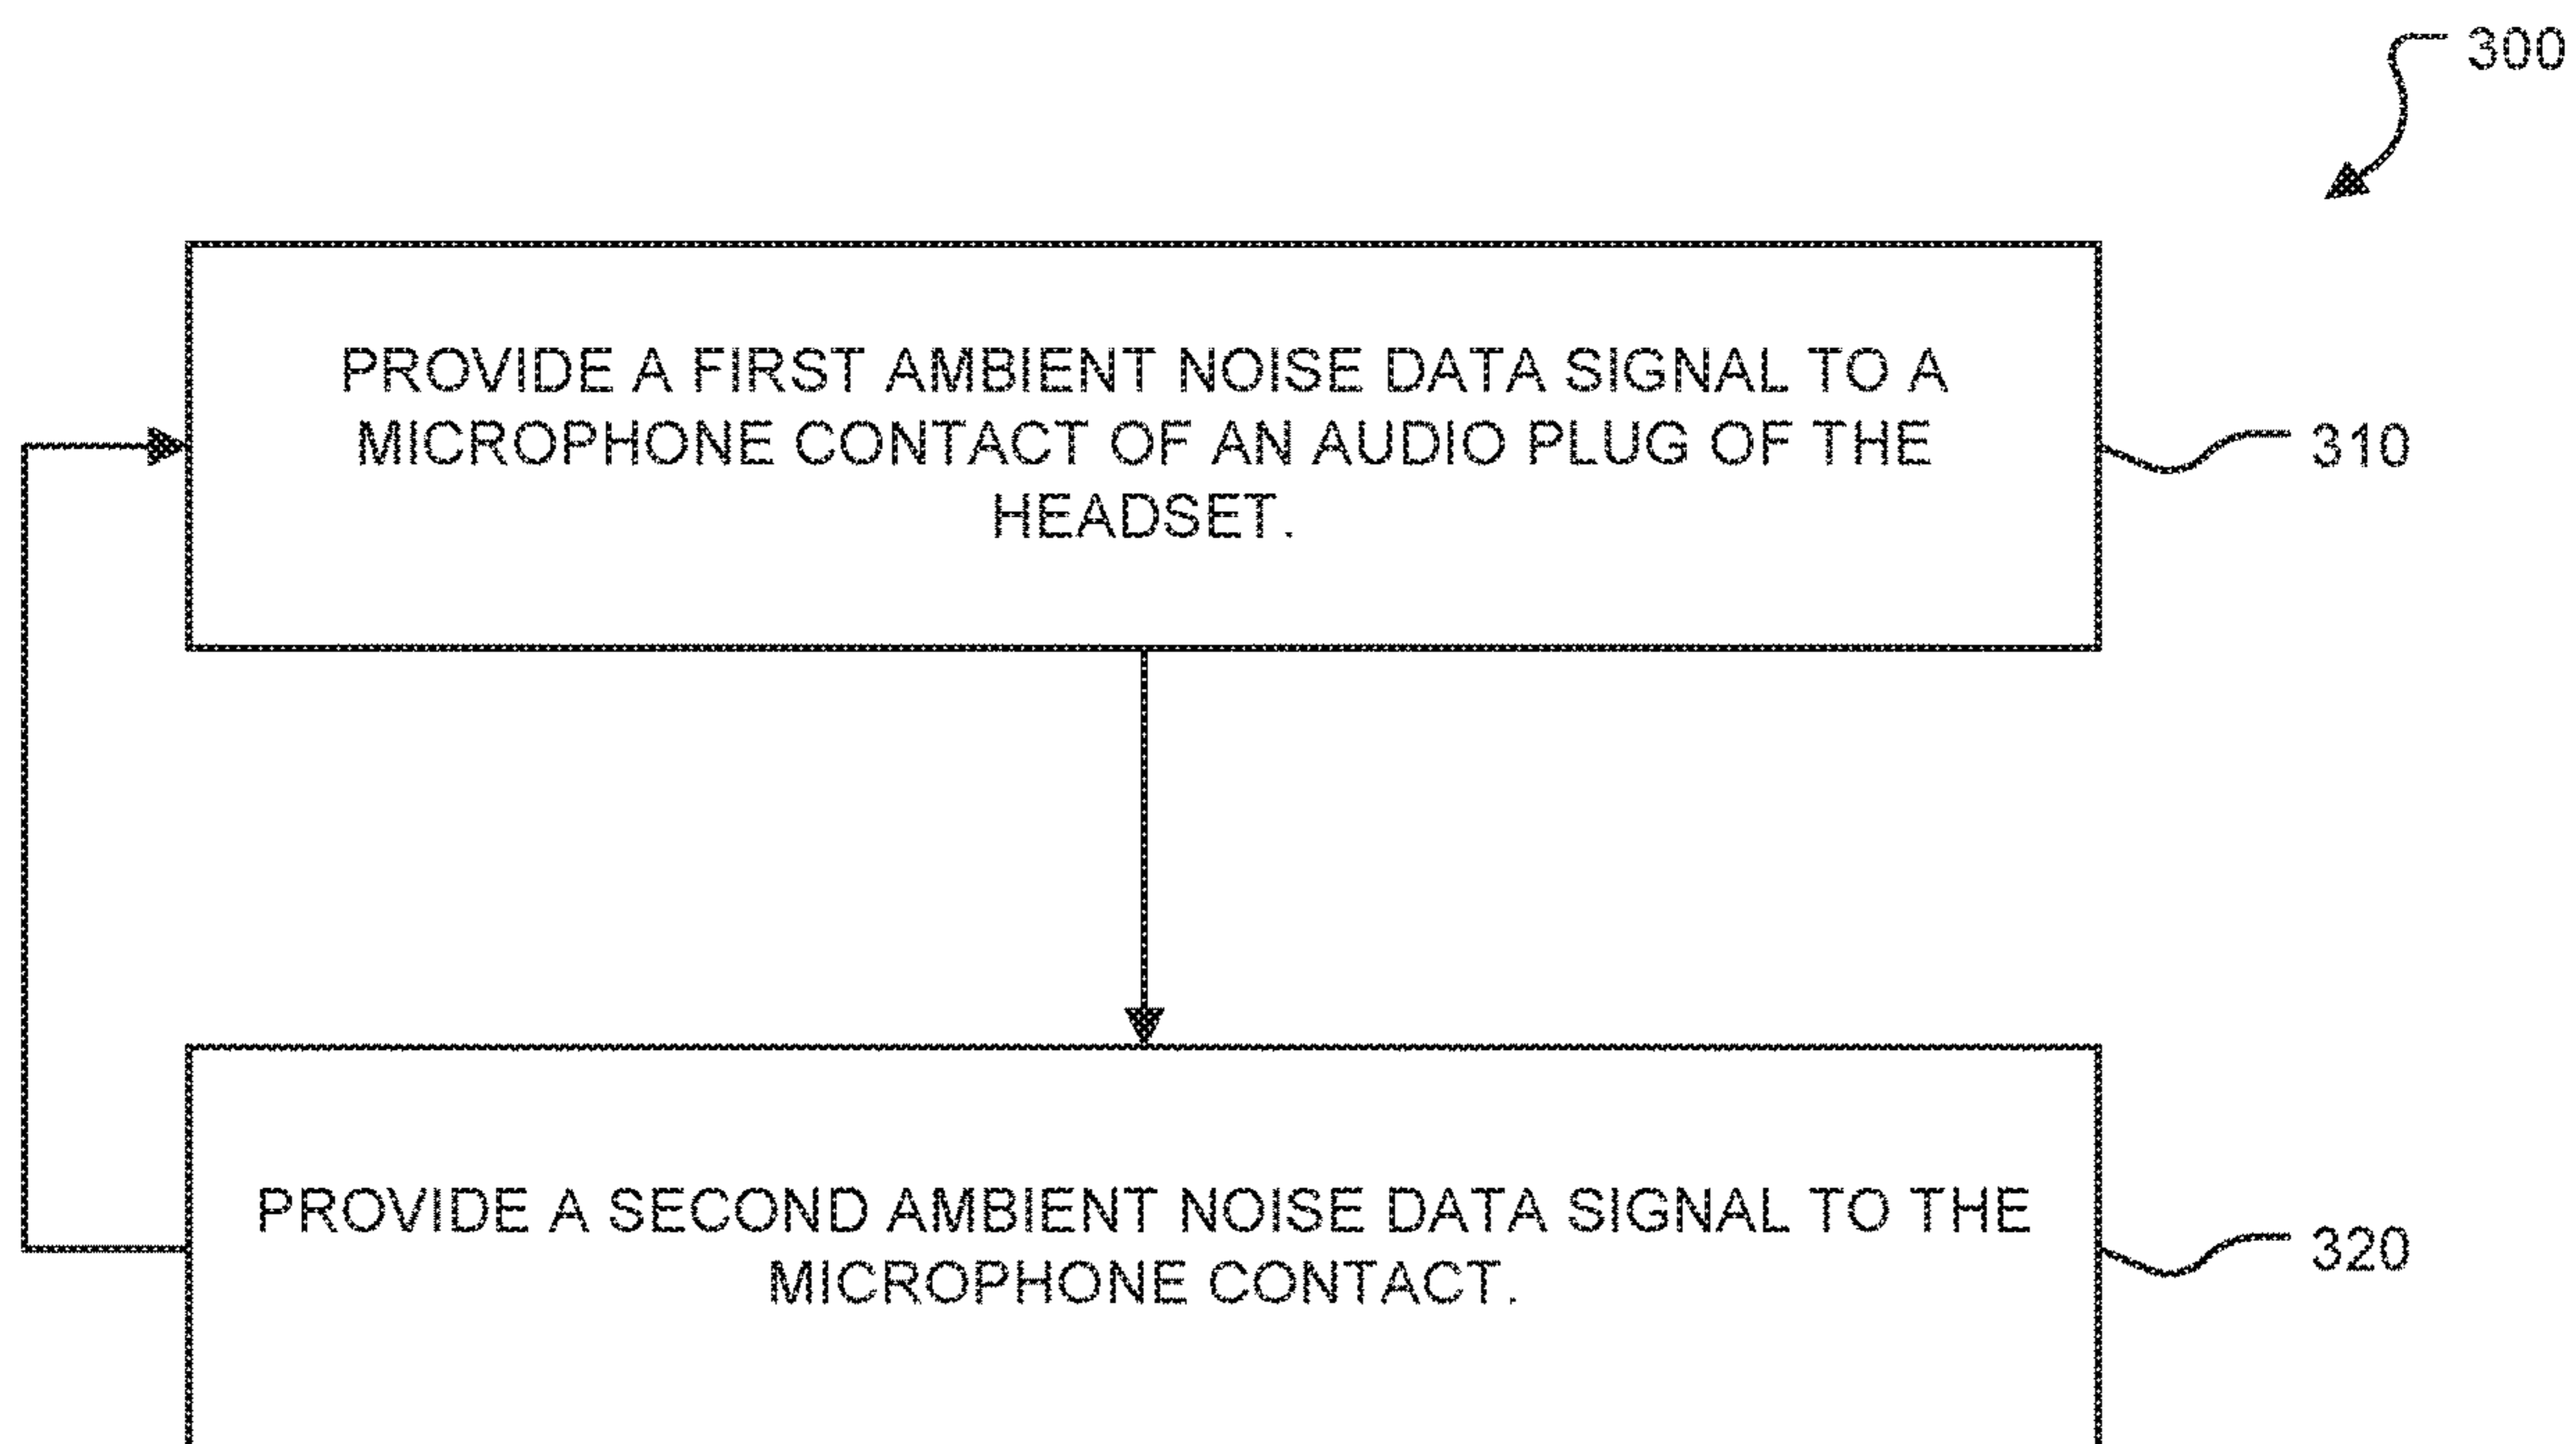 300
PROVIDE A FIRST AMBIENT NOISE DATA SIGNAL TO A
MICROPHONE CONTACT OF AN AUDIO PLUG OF THE
HEADSET.
310
PROVIDE A SECOND AMBIENT NOISE DATA SIGNAL TO THE
MICROPHONE CONTACT.
320